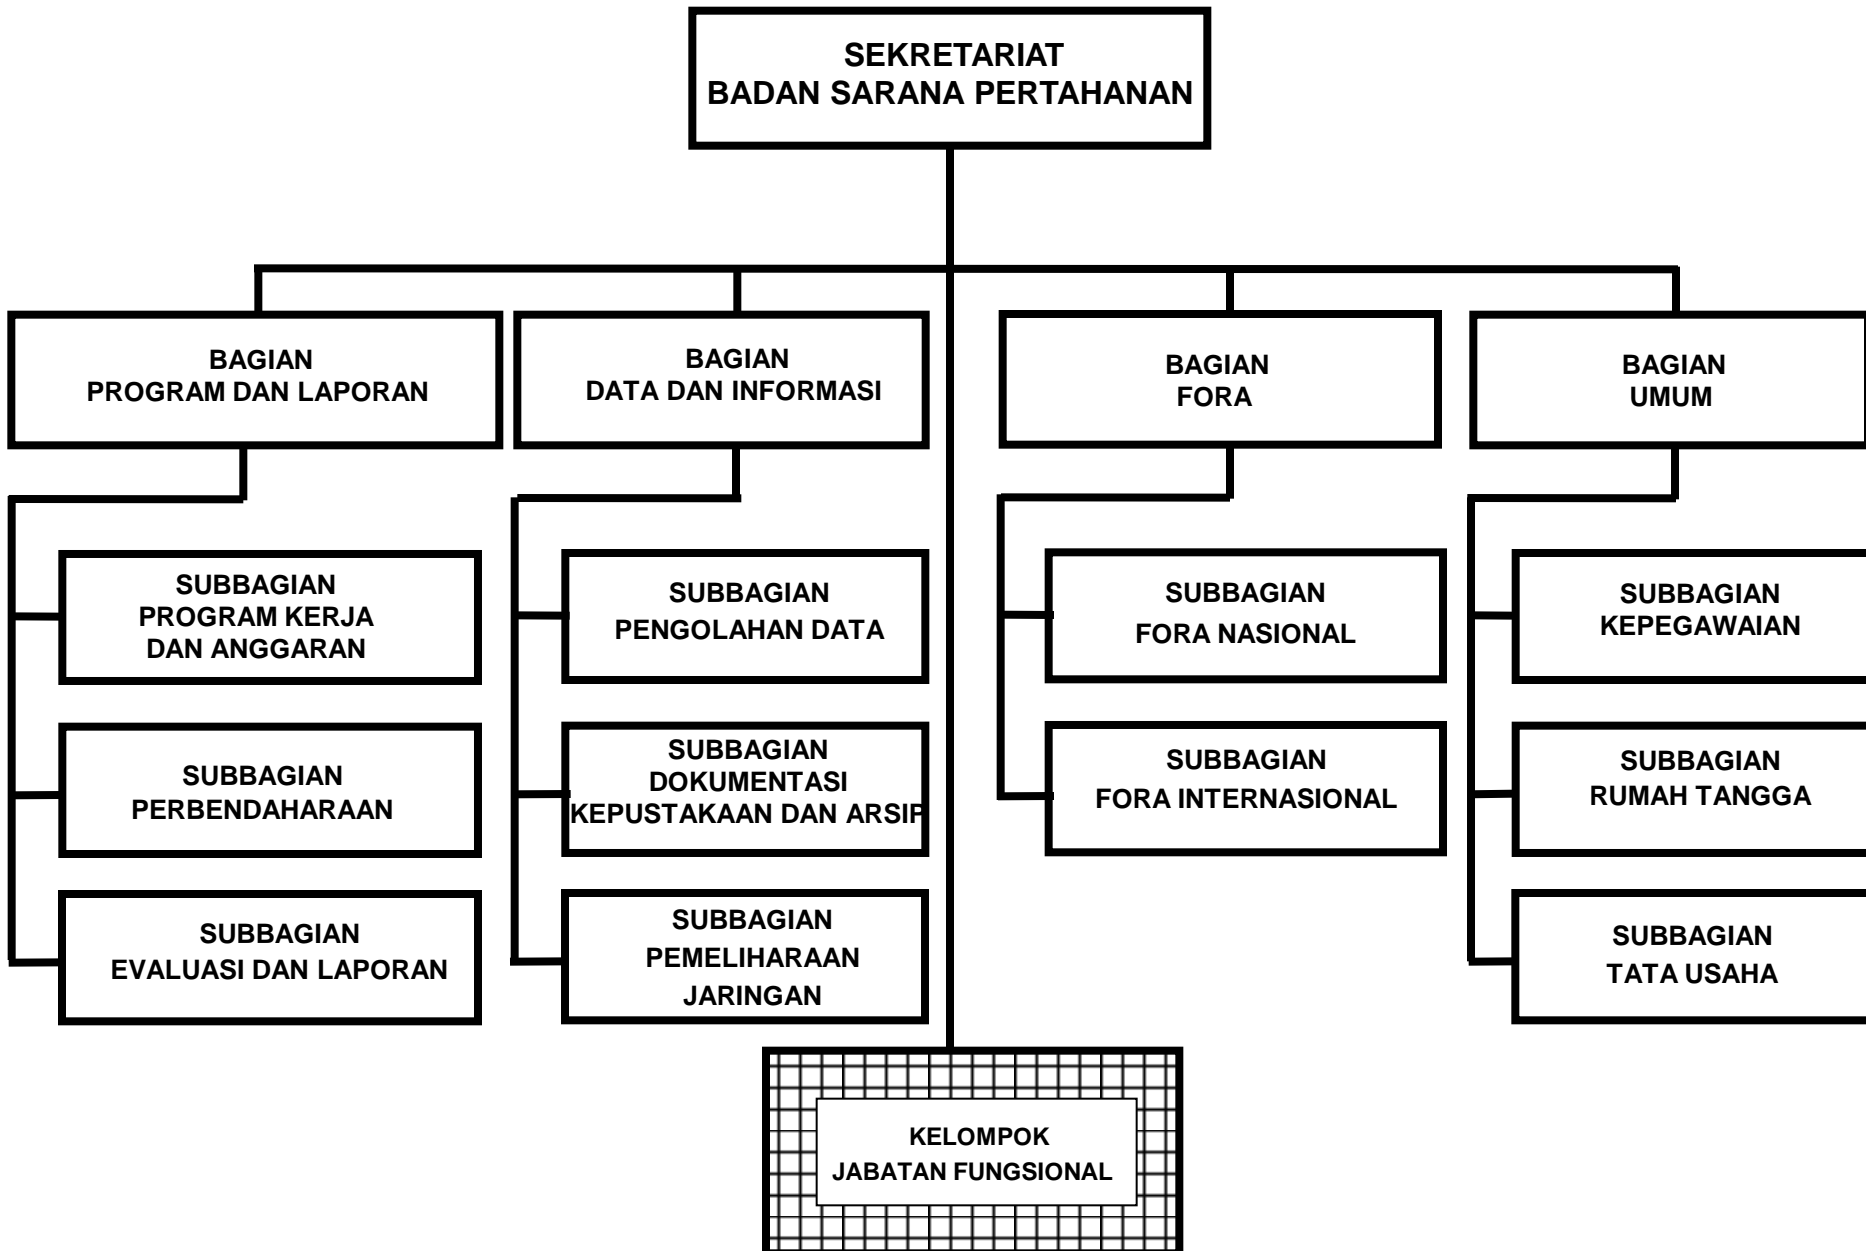 SEKRETARIAT
BADAN SARANA PERTAHANAN
BAGIAN
PROGRAM DAN LAPORAN
BAGIAN
DATA DAN INFORMASI
BAGIAN
FORA
BAGIAN
UMUM
SUBBAGIAN
PROGRAM KERJA
DAN ANGGARAN
SUBBAGIAN
PENGOLAHAN DATA
SUBBAGIAN
FORA NASIONAL
SUBBAGIAN
KEPEGAWAIAN
SUBBAGIAN
PERBENDAHARAAN
SUBBAGIAN
DOKUMENTASI
KEPUSTAKAAN DAN ARSIP
SUBBAGIAN
FORA INTERNASIONAL
SUBBAGIAN
RUMAH TANGGA
SUBBAGIAN
EVALUASI DAN LAPORAN
SUBBAGIAN
PEMELIHARAAN
JARINGAN
SUBBAGIAN
TATA USAHA
KELOMPOK
JABATAN FUNGSIONAL